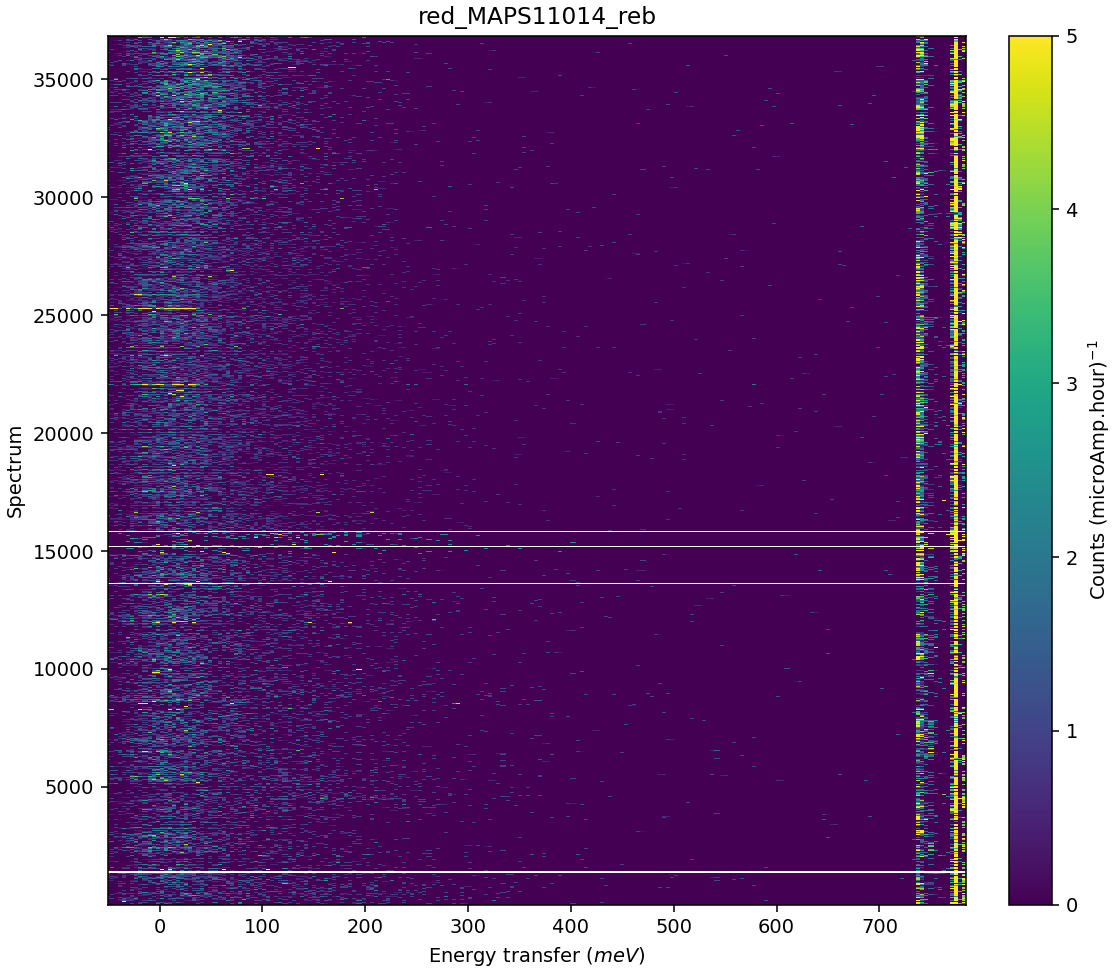 red_MAPS11014_reb
35000
30000
25000
20000
15000
10000
5000
Spectrum
0 100 200 300 400 500 600 700
Energy transfer (meV)
5
4
3
2
1
0
Counts (microAmp.hour)⁻¹